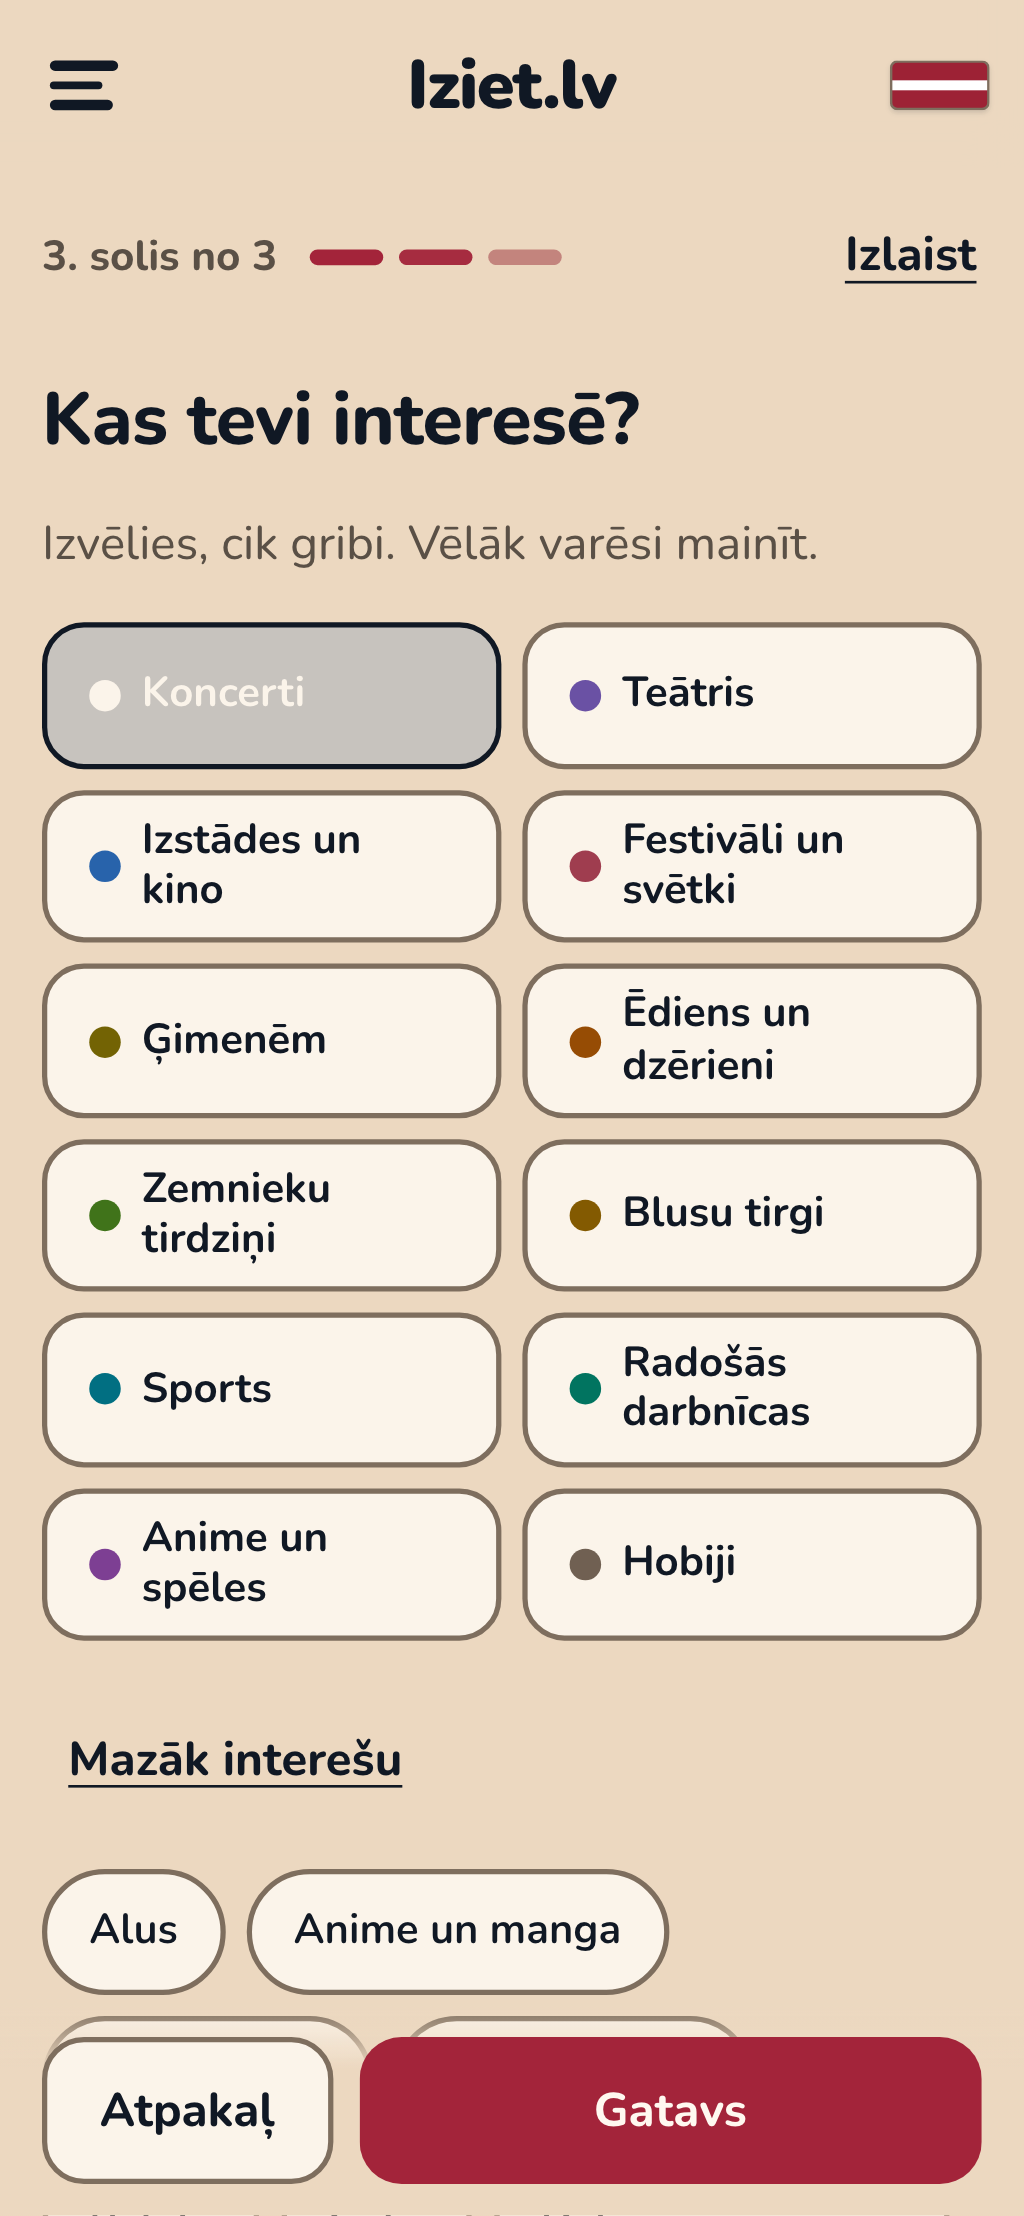 Iziet.lv
3. solis no 3
Izlaist
Kas tevi interesē?
Izvēlies, cik gribi. Vēlāk varēsi mainīt.
Koncerti
Teātris
Izstādes un
kino
Festivāli un
svētki
Ģimenēm
Ēdiens un
dzērieni
Zemnieku
tirdziņi
Blusu tirgi
Sports
Radošās
darbnīcas
Anime un
spēles
Hobiji
Mazāk interešu
Alus
Anime un manga
Atpakaļ
Gatavs